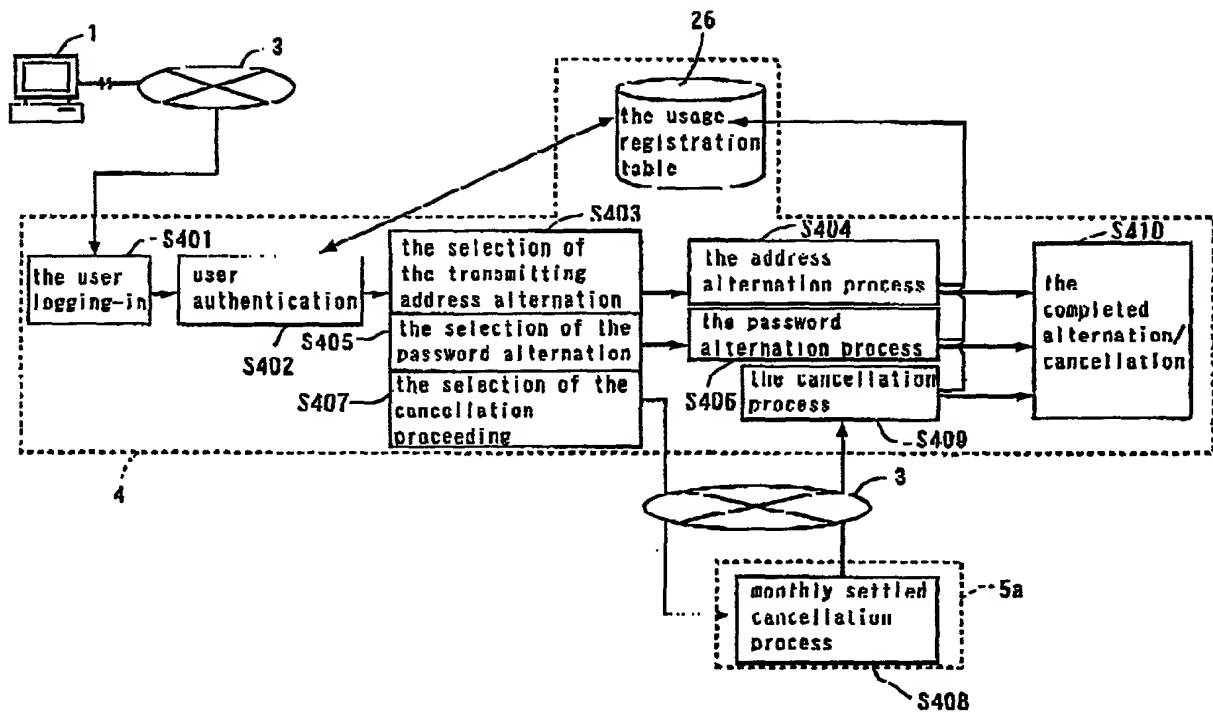 1
3
26
the usage
registration
table
S401
the user
logging-in
user
authentication
S402
S403
the selection of
the transmitting
address alternation
S405
the selection of the
password alternation
S407
the selection of the
cancellation
proceeding
S404
the address
alternation process
the password
alternation process
S406
the cancellation
process
S409
S410
the
completed
alternation/
cancellation
4
3
monthly settled
cancellation
process
5a
S408